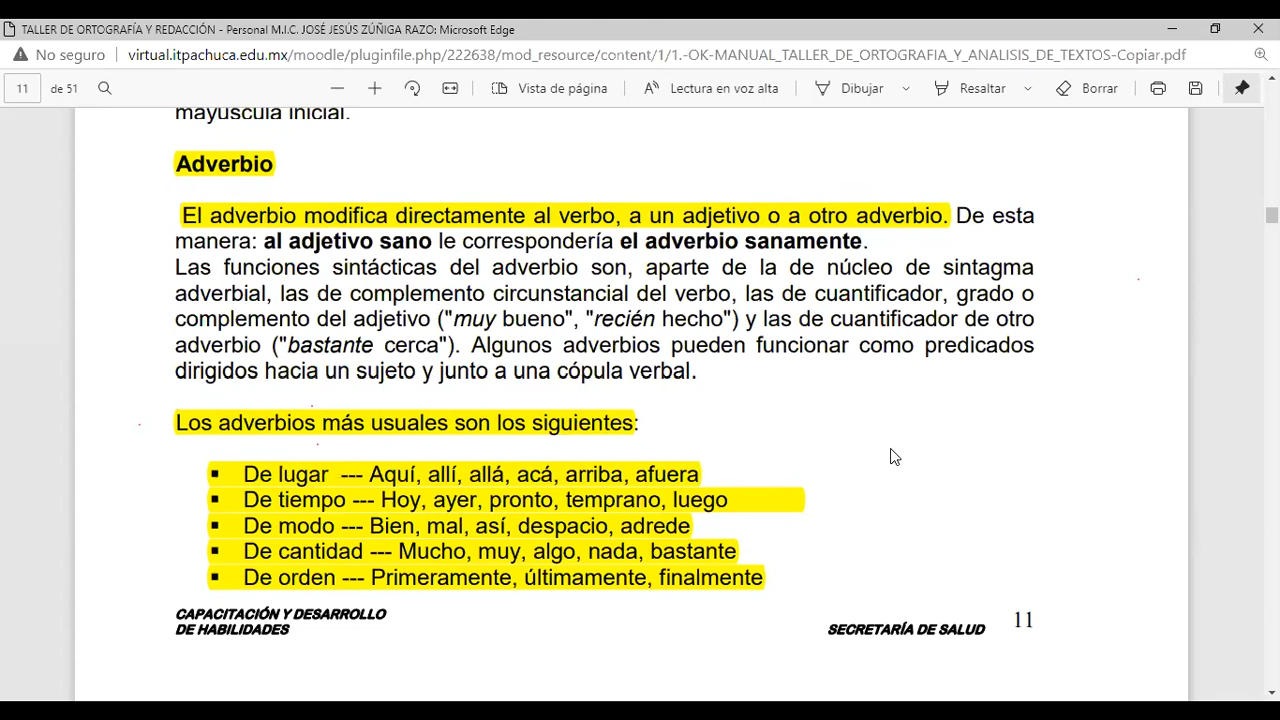 TALLER DE ORTOGRAFÍA Y REDACCIÓN - Personal M.I.C. JOSÉ JESÚS ZÚÑIGA RAZO: Microsoft Edge
No seguro virtual.itpachuca.edu.mx/moodle/pluginfile.php/222638/mod_resource/content/1/1.-OK-MANUAL_TALLER_DE_ORTOGRAFIA_Y_ANALISIS_DE_TEXTOS-Copiar.pdf
11 de 51 Vista de página Lectura en voz alta Dibujar Resaltar Borrar
mayúscula inicial.
Adverbio
El adverbio modifica directamente al verbo, a un adjetivo o a otro adverbio. De esta
manera: al adjetivo sano le correspondería el adverbio sanamente.
Las funciones sintácticas del adverbio son, aparte de la de núcleo de sintagma
adverbial, las de complemento circunstancial del verbo, las de cuantificador, grado o
complemento del adjetivo ("muy bueno", "recién hecho") y las de cuantificador de otro
adverbio ("bastante cerca"). Algunos adverbios pueden funcionar como predicados
dirigidos hacia un sujeto y junto a una cópula verbal.
Los adverbios más usuales son los siguientes:
▪ De lugar --- Aquí, allí, allá, acá, arriba, afuera
▪ De tiempo --- Hoy, ayer, pronto, temprano, luego
▪ De modo --- Bien, mal, así, despacio, adrede
▪ De cantidad --- Mucho, muy, algo, nada, bastante
▪ De orden --- Primeramente, últimamente, finalmente
CAPACITACIÓN Y DESARROLLO
DE HABILIDADES
SECRETARÍA DE SALUD 11